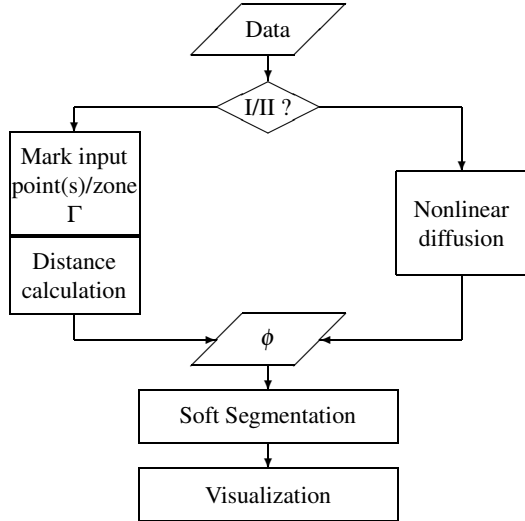 Data
I/II ?
Mark input
point(s)/zone
Γ
Distance
calculation
Nonlinear
diffusion
ϕ
Soft Segmentation
Visualization